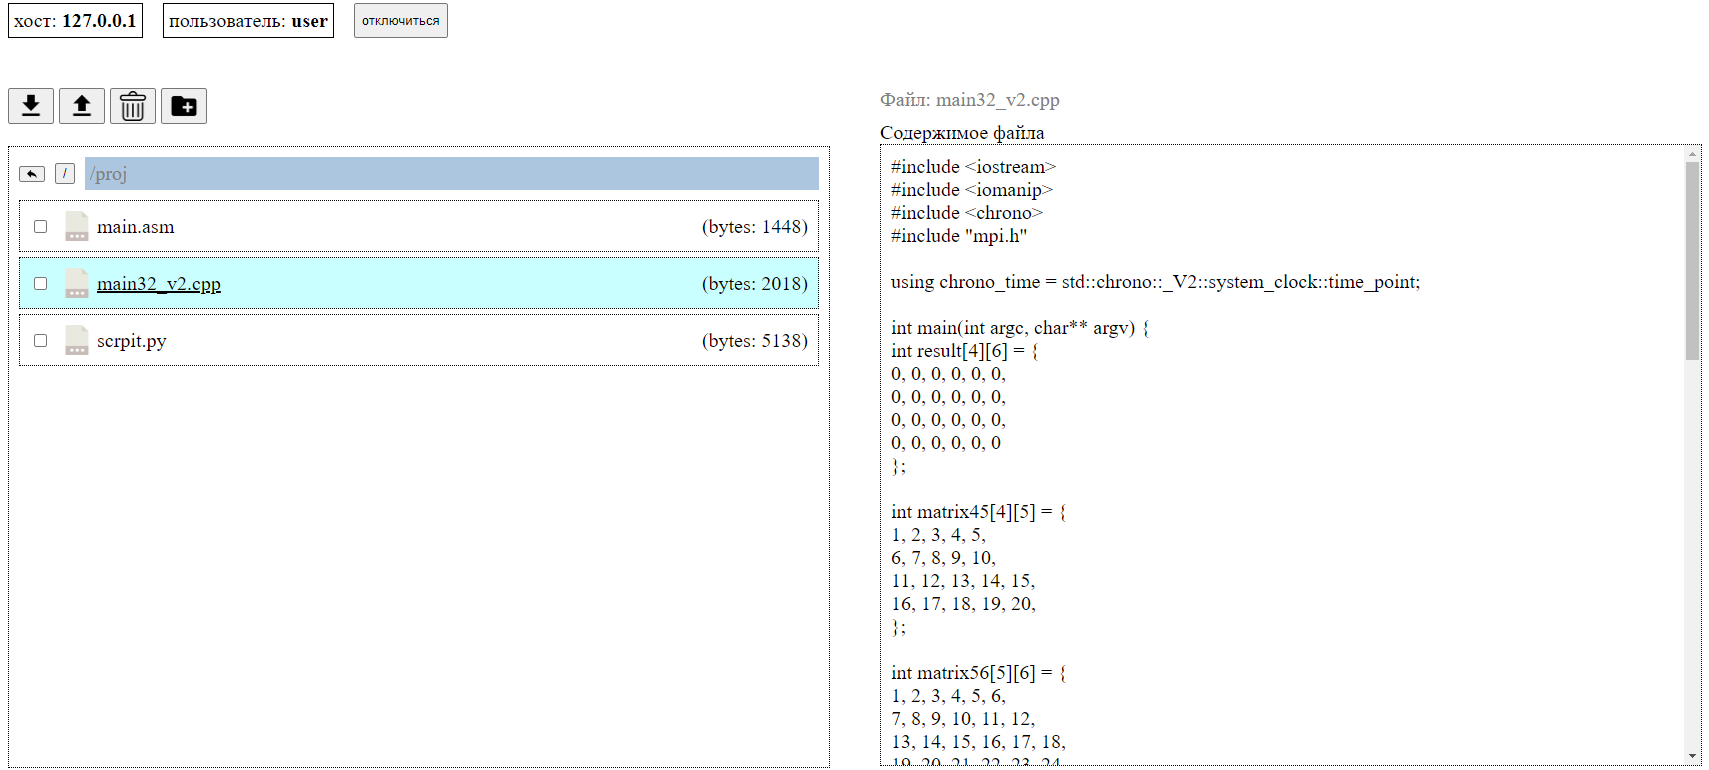 хост: 127.0.0.1 пользователь: user отключиться
/ /proj
main.asm (bytes: 1448)
main32_v2.cpp (bytes: 2018)
scrpit.py (bytes: 5138)
Файл: main32_v2.cpp
Содержимое файла
#include <iostream>
#include <iomanip>
#include <chrono>
#include "mpi.h"
using chrono_time = std::chrono::_V2::system_clock::time_point;
int main(int argc, char** argv) {
int result[4][6] = {
0, 0, 0, 0, 0, 0,
0, 0, 0, 0, 0, 0,
0, 0, 0, 0, 0, 0,
0, 0, 0, 0, 0, 0
};
int matrix45[4][5] = {
1, 2, 3, 4, 5,
6, 7, 8, 9, 10,
11, 12, 13, 14, 15,
16, 17, 18, 19, 20,
};
int matrix56[5][6] = {
1, 2, 3, 4, 5, 6,
7, 8, 9, 10, 11, 12,
13, 14, 15, 16, 17, 18,
19, 20, 21, 22, 23, 24,